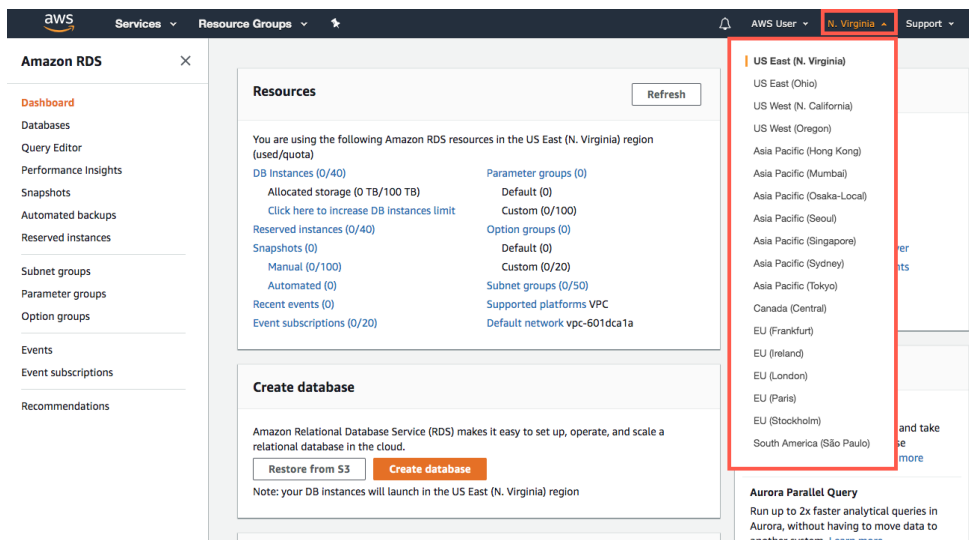 aws
Services
Resource Groups
AWS User
N. Virginia
Support
Amazon RDS
Dashboard
Databases
Query Editor
Performance Insights
Snapshots
Automated backups
Reserved instances
Subnet groups
Parameter groups
Option groups
Events
Event subscriptions
Recommendations
Resources
Refresh
You are using the following Amazon RDS resources in the US East (N. Virginia) region
(used/quota)
DB Instances (0/40)
Allocated storage (0 TB/100 TB)
Click here to increase DB instances limit
Reserved instances (0/40)
Snapshots (0)
Manual (0/100)
Automated (0)
Recent events (0)
Event subscriptions (0/20)
Parameter groups (0)
Default (0)
Custom (0/100)
Option groups (0)
Default (0)
Custom (0/20)
Subnet groups (0/50)
Supported platforms VPC
Default network vpc-601dca1a
Create database
Amazon Relational Database Service (RDS) makes it easy to set up, operate, and scale a
relational database in the cloud.
Restore from S3
Create database
Note: your DB instances will launch in the US East (N. Virginia) region
US East (N. Virginia)
US East (Ohio)
US West (N. California)
US West (Oregon)
Asia Pacific (Hong Kong)
Asia Pacific (Mumbai)
Asia Pacific (Osaka-Local)
Asia Pacific (Seoul)
Asia Pacific (Singapore)
Asia Pacific (Sydney)
Asia Pacific (Tokyo)
Canada (Central)
EU (Frankfurt)
EU (Ireland)
EU (London)
EU (Paris)
EU (Stockholm)
South America (São Paulo)
and take
more
Aurora Parallel Query
Run up to 2x faster analytical queries in
Aurora, without having to move data to
another system. Learn more